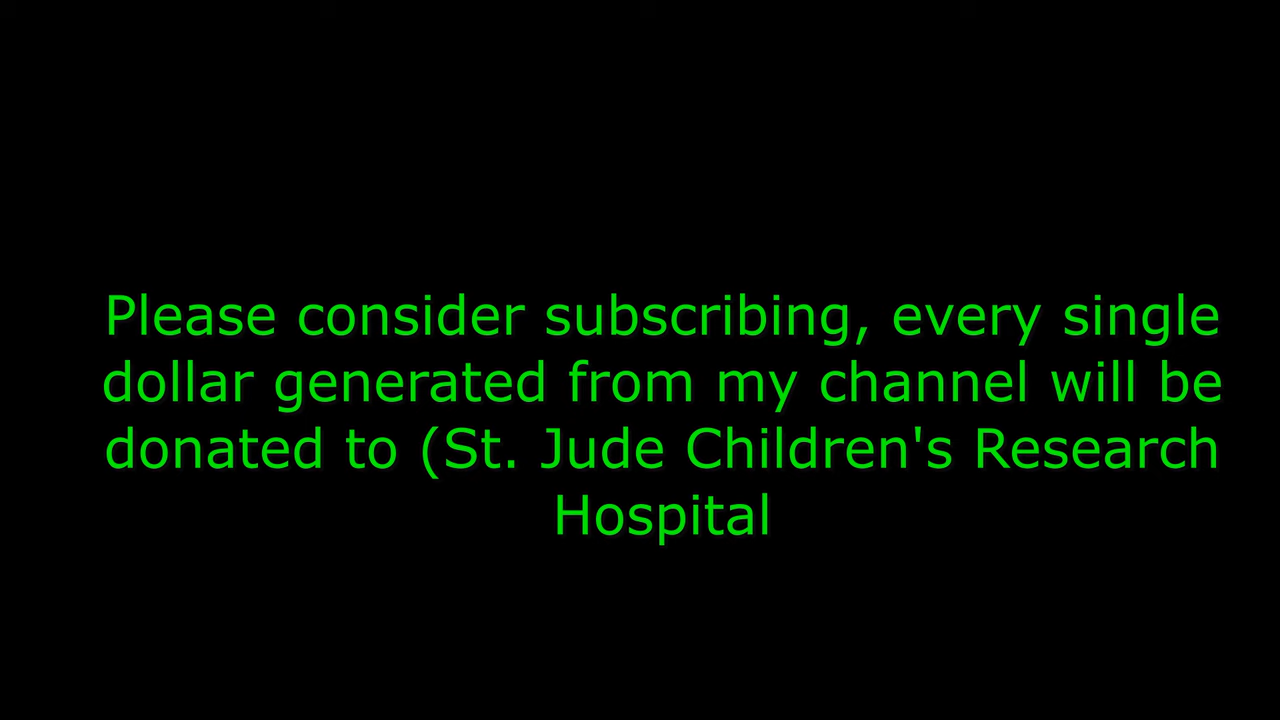 Please consider subscribing, every single
dollar generated from my channel will be
donated to (St. Jude Children's Research
Hospital